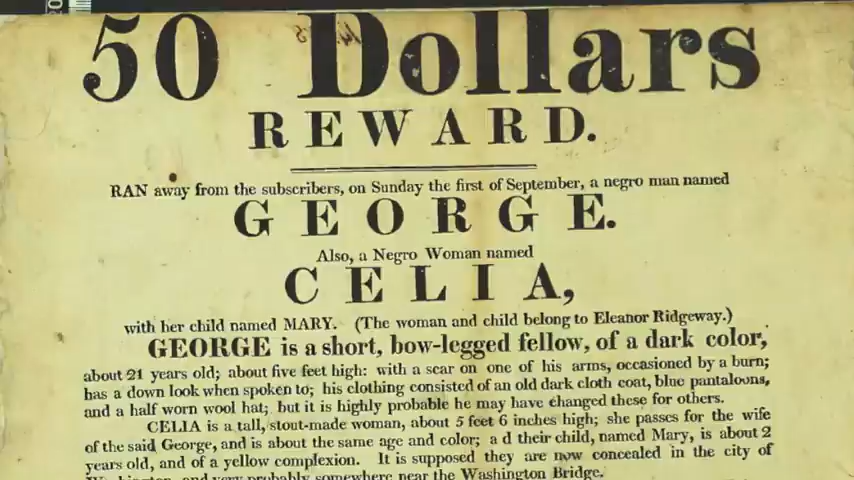 50 Dollars
REWARD.
RAN away from the subscribers, on Sunday the first of September, a negro man named
GEORGE.
Also, a Negro Woman named
CELIA,
with her child named MARY. (The woman and child belong to Eleanor Ridgeway.)
GEORGE is a short, bow-legged fellow, of a dark color,
about 21 years old; about five feet high: with a scar on one of his arms, occasioned by a burn;
has a down look when spoken to; his clothing consisted of an old dark cloth coat, blue pantaloons,
and a half worn wool hat; but it is highly probable he may have changed these for others.
CELIA is a tall, stout-made woman, about 5 feet 6 inches high; she passes for the wife
of the said George, and is about the same age and color; a d their child, named Mary, is about 2
years old, and of a yellow complexion. It is supposed they are now concealed in the city of
Washington, and very probably somewhere near the Washington Bridge.